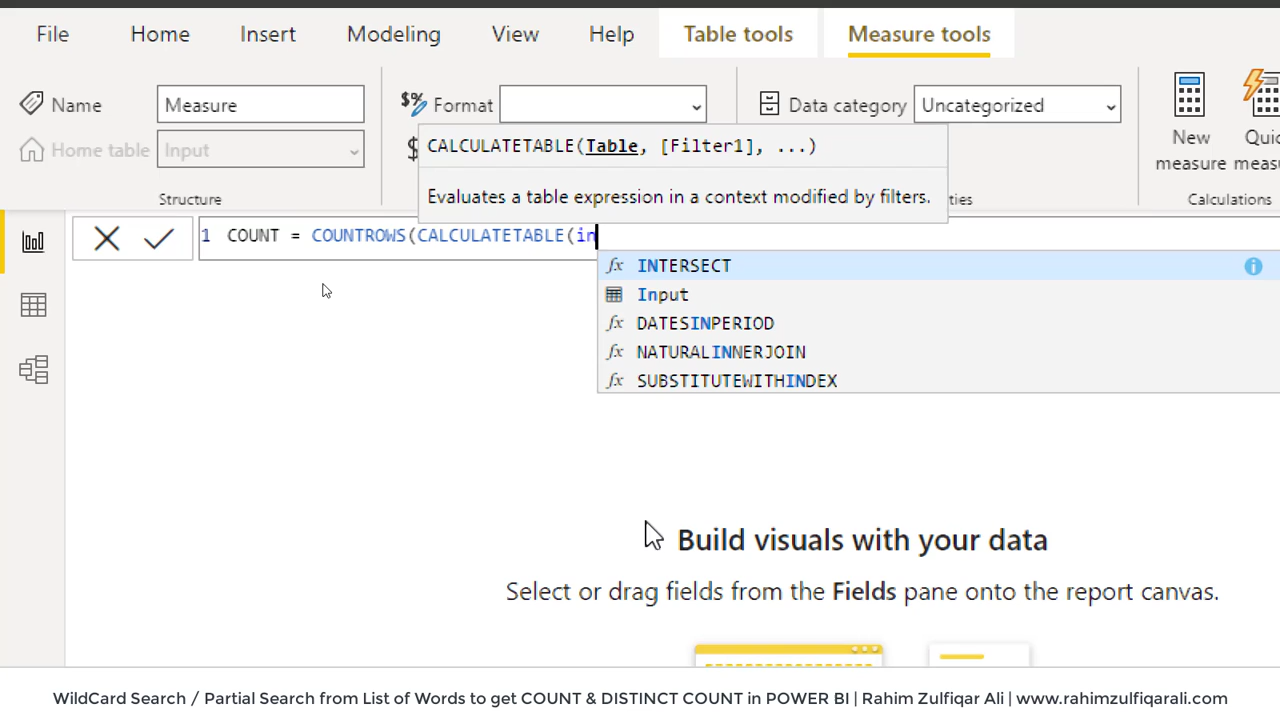 File Home Insert Modeling View Help Table tools Measure tools
Name Measure $% Format Data category Uncategorized
Home table Input $
New measure
Structure Calculations
CALCULATETABLE(Table, [Filter1], ...)
Evaluates a table expression in a context modified by filters.
1 COUNT = COUNTROWS(CALCULATETABLE(in
fx INTERSECT
Input
fx DATESINPERIOD
fx NATURALINNERJOIN
fx SUBSTITUTEWITHINDEX
Build visuals with your data
Select or drag fields from the Fields pane onto the report canvas.
WildCard Search / Partial Search from List of Words to get COUNT & DISTINCT COUNT in POWER BI | Rahim Zulfiqar Ali | www.rahimzulfiqarali.com